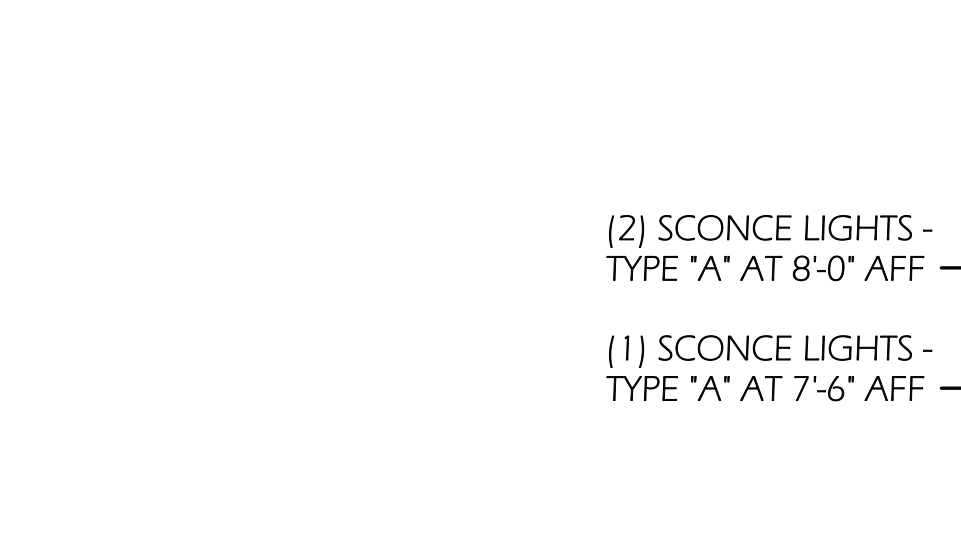 (2) SCONCE LIGHTS -
TYPE "A" AT 8'-0" AFF
(1) SCONCE LIGHTS -
TYPE "A" AT 7'-6" AFF